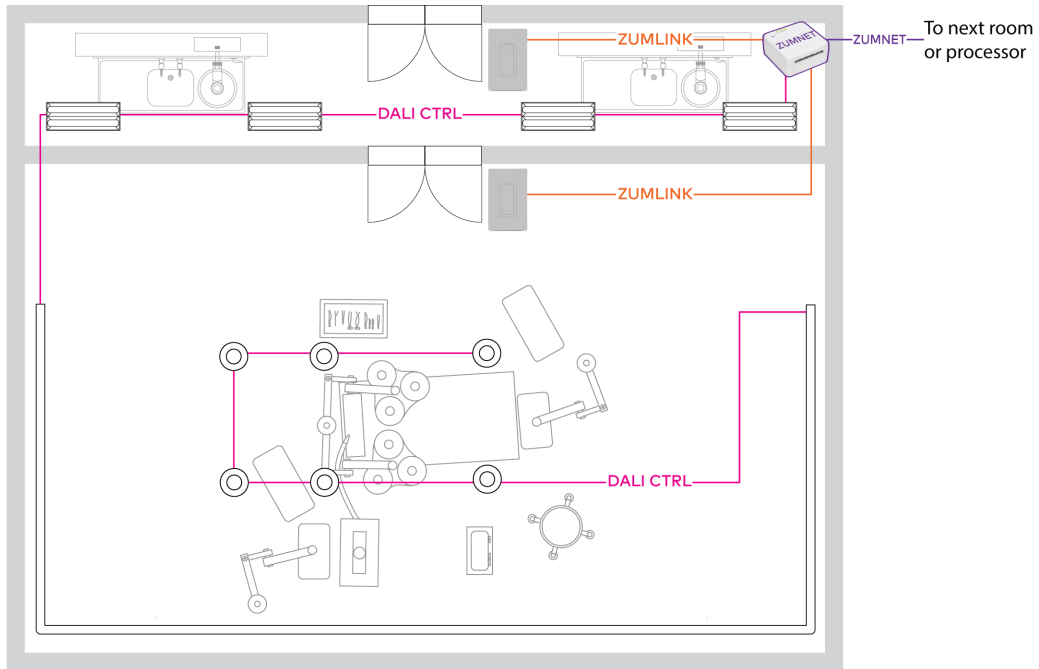 ZUMLINK
ZUMNET
ZUMNET
To next room
or processor
DALI CTRL
ZUMLINK
DALI CTRL